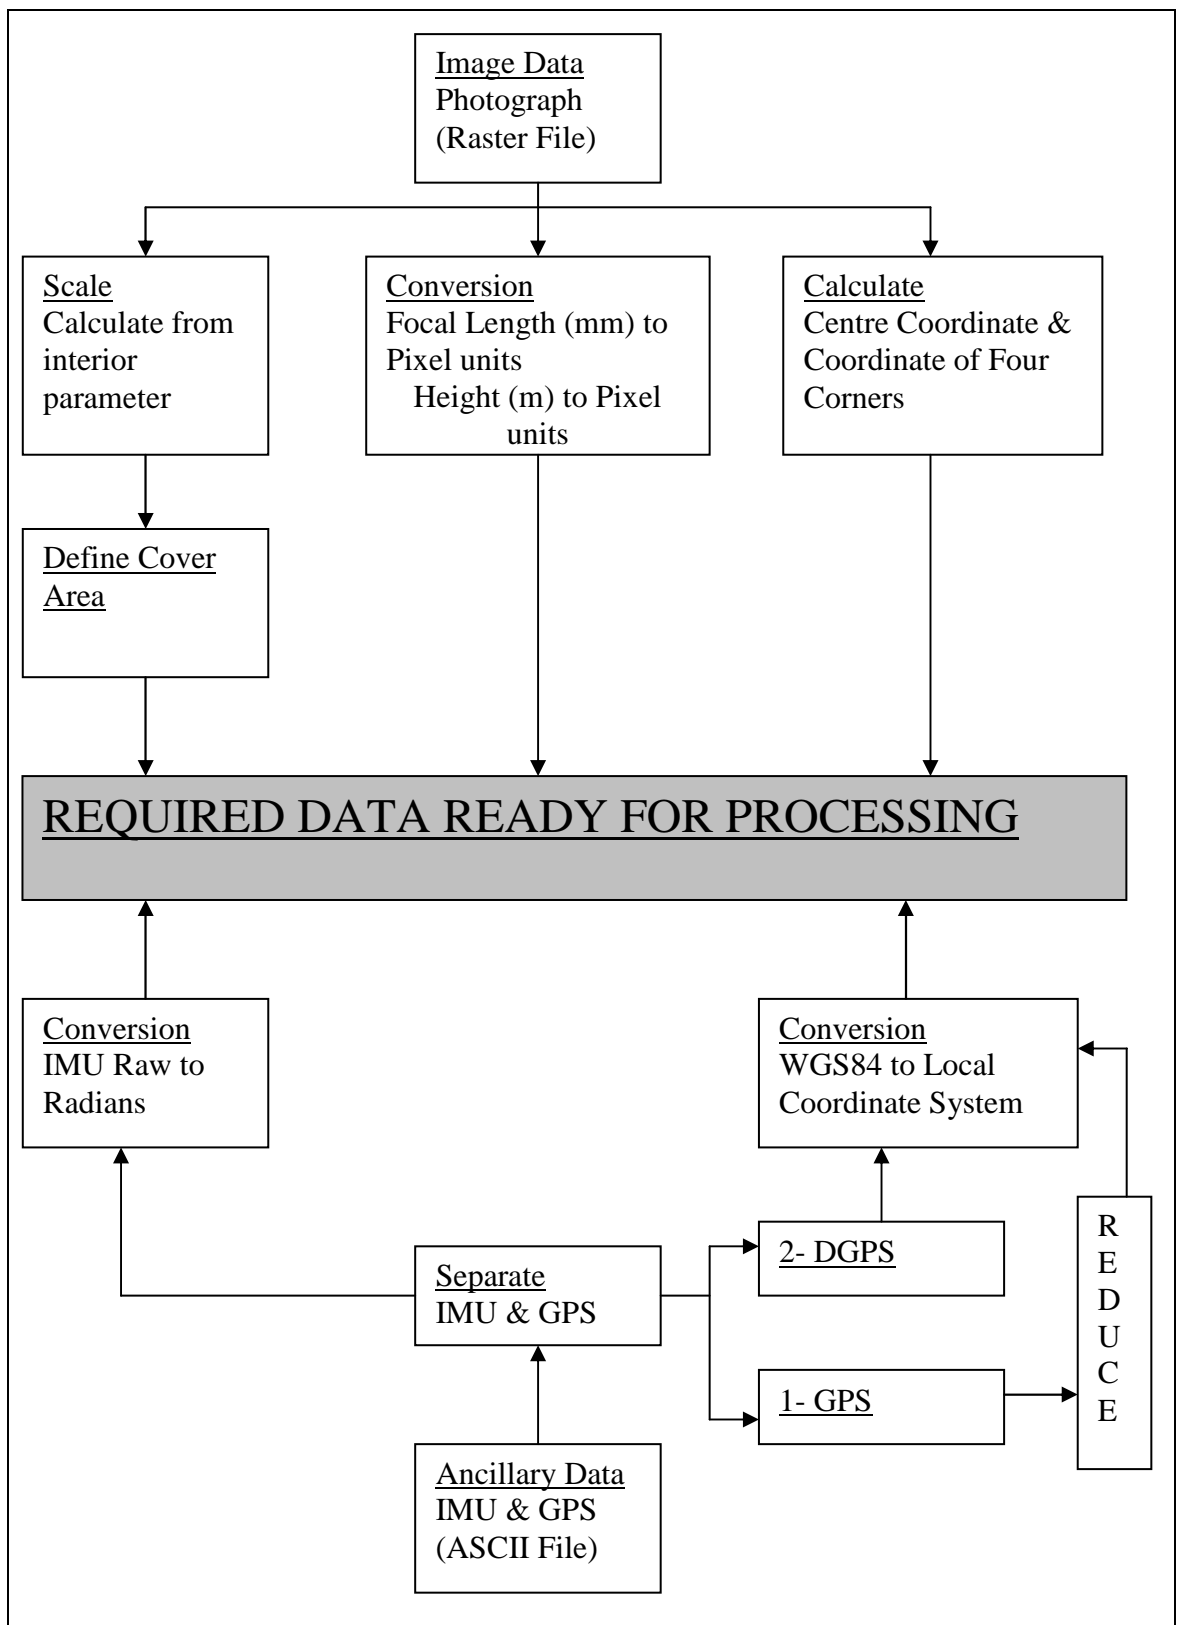 Image Data
Photograph
(Raster File)
Scale
Calculate from
interior
parameter
Conversion
Focal Length (mm) to
Pixel units
Height (m) to Pixel
units
Calculate
Centre Coordinate &
Coordinate of Four
Corners
Define Cover
Area
REQUIRED DATA READY FOR PROCESSING
Conversion
IMU Raw to
Radians
Conversion
WGS84 to Local
Coordinate System
R
E
D
U
C
E
2- DGPS
Separate
IMU & GPS
1- GPS
Ancillary Data
IMU & GPS
(ASCII File)